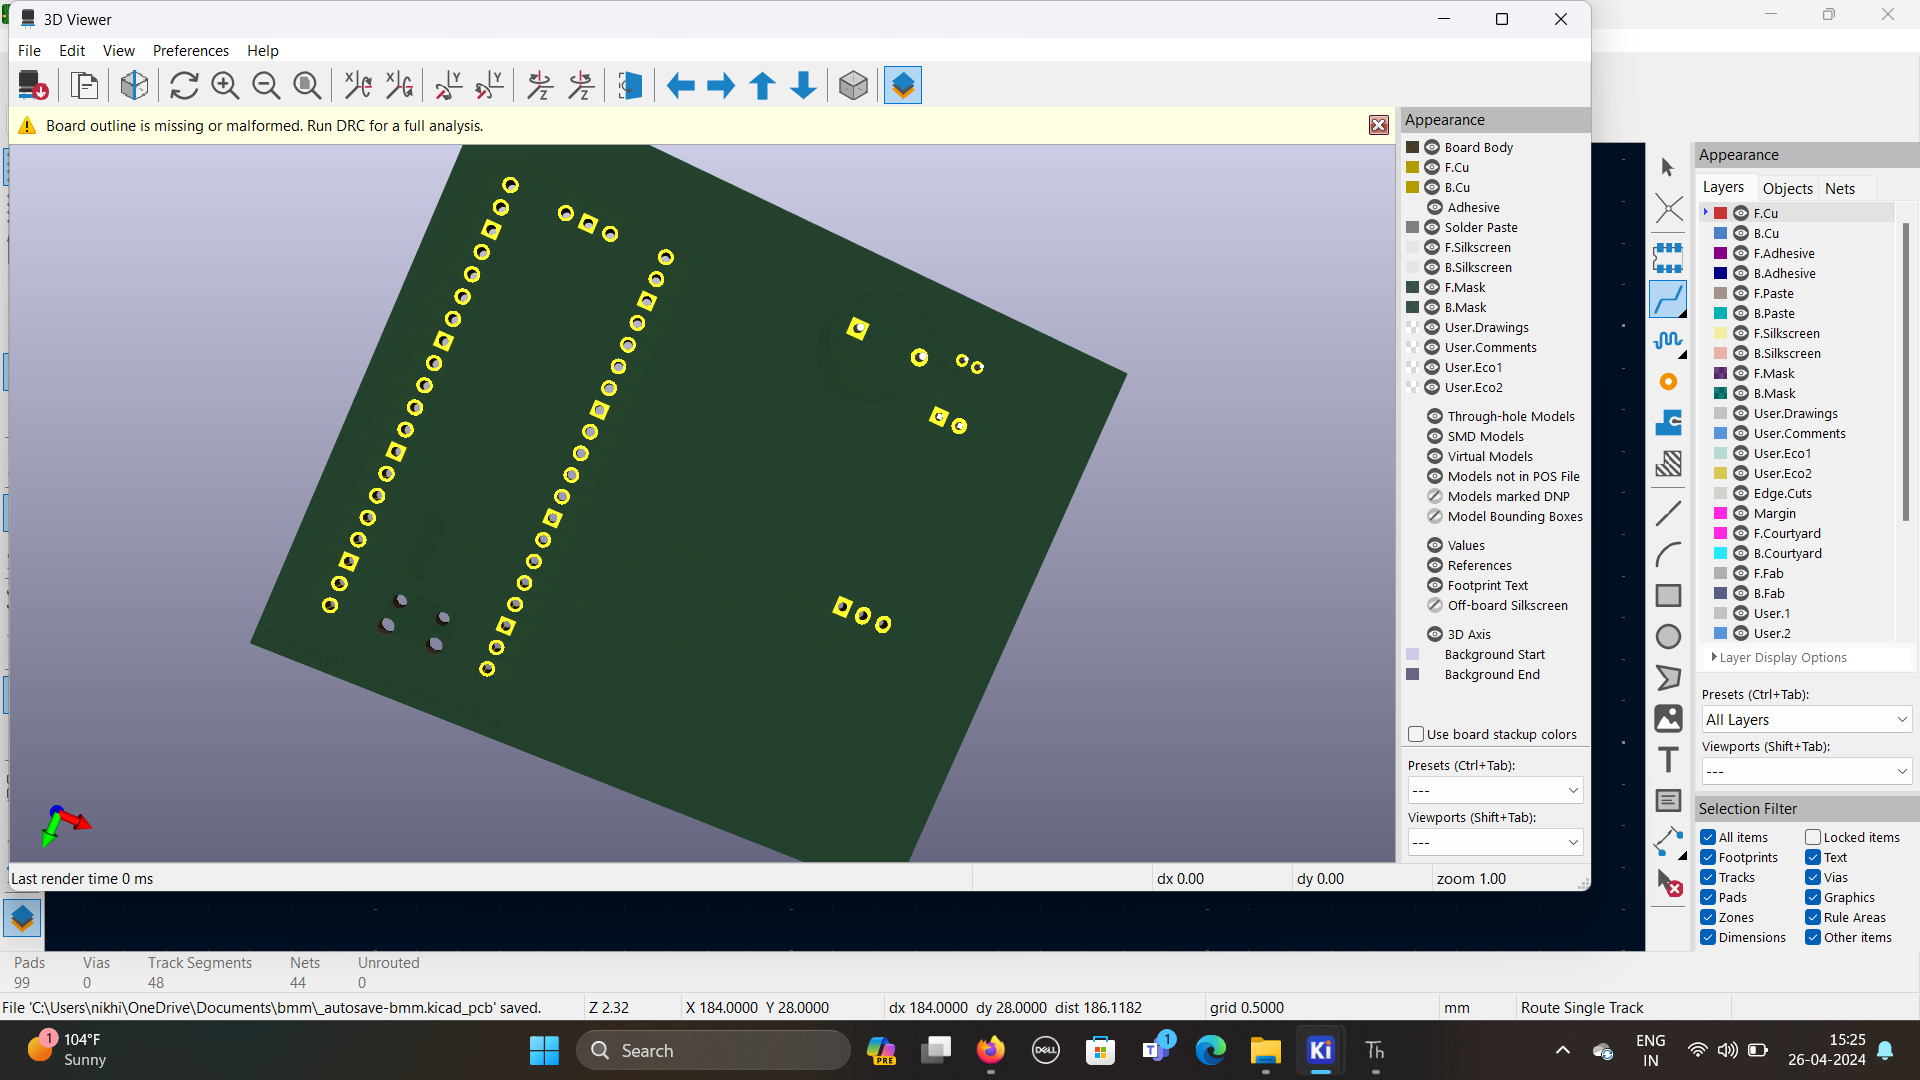 3D Viewer
File Edit View Preferences Help
Board outline is missing or malformed. Run DRC for a full analysis.
Appearance
Board Body
F.Cu
B.Cu
Adhesive
Solder Paste
F.Silkscreen
B.Silkscreen
F.Mask
B.Mask
User.Drawings
User.Comments
User.Eco1
User.Eco2
Through-hole Models
SMD Models
Virtual Models
Models not in POS File
Models marked DNP
Model Bounding Boxes
Values
References
Footprint Text
Off-board Silkscreen
3D Axis
Background Start
Background End
Use board stackup colors
Presets (Ctrl+Tab):
---
Viewports (Shift+Tab):
---
Last render time 0 ms
dx 0.00
dy 0.00
zoom 1.00
Appearance
Layers Objects Nets
F.Cu
B.Cu
F.Adhesive
B.Adhesive
F.Paste
B.Paste
F.Silkscreen
B.Silkscreen
F.Mask
B.Mask
User.Drawings
User.Comments
User.Eco1
User.Eco2
Edge.Cuts
Margin
F.Courtyard
B.Courtyard
F.Fab
B.Fab
User.1
User.2
Layer Display Options
Presets (Ctrl+Tab):
All Layers
Viewports (Shift+Tab):
---
Selection Filter
All items Locked items
Footprints Text
Tracks Vias
Pads Graphics
Zones Rule Areas
Dimensions Other items
Pads Vias Track Segments Nets Unrouted
99 0 48 44 0
File 'C:\Users\nikhi\OneDrive\Documents\bmm\_autosave-bmm.kicad_pcb' saved.
Z 2.32
X 184.0000 Y 28.0000
dx 184.0000 dy 28.0000 dist 186.1182
grid 0.5000
mm
Route Single Track
1
104°F
Sunny
Search
PRE
DELL
T
1
Ki
Th
ENG
IN
15:25
26-04-2024